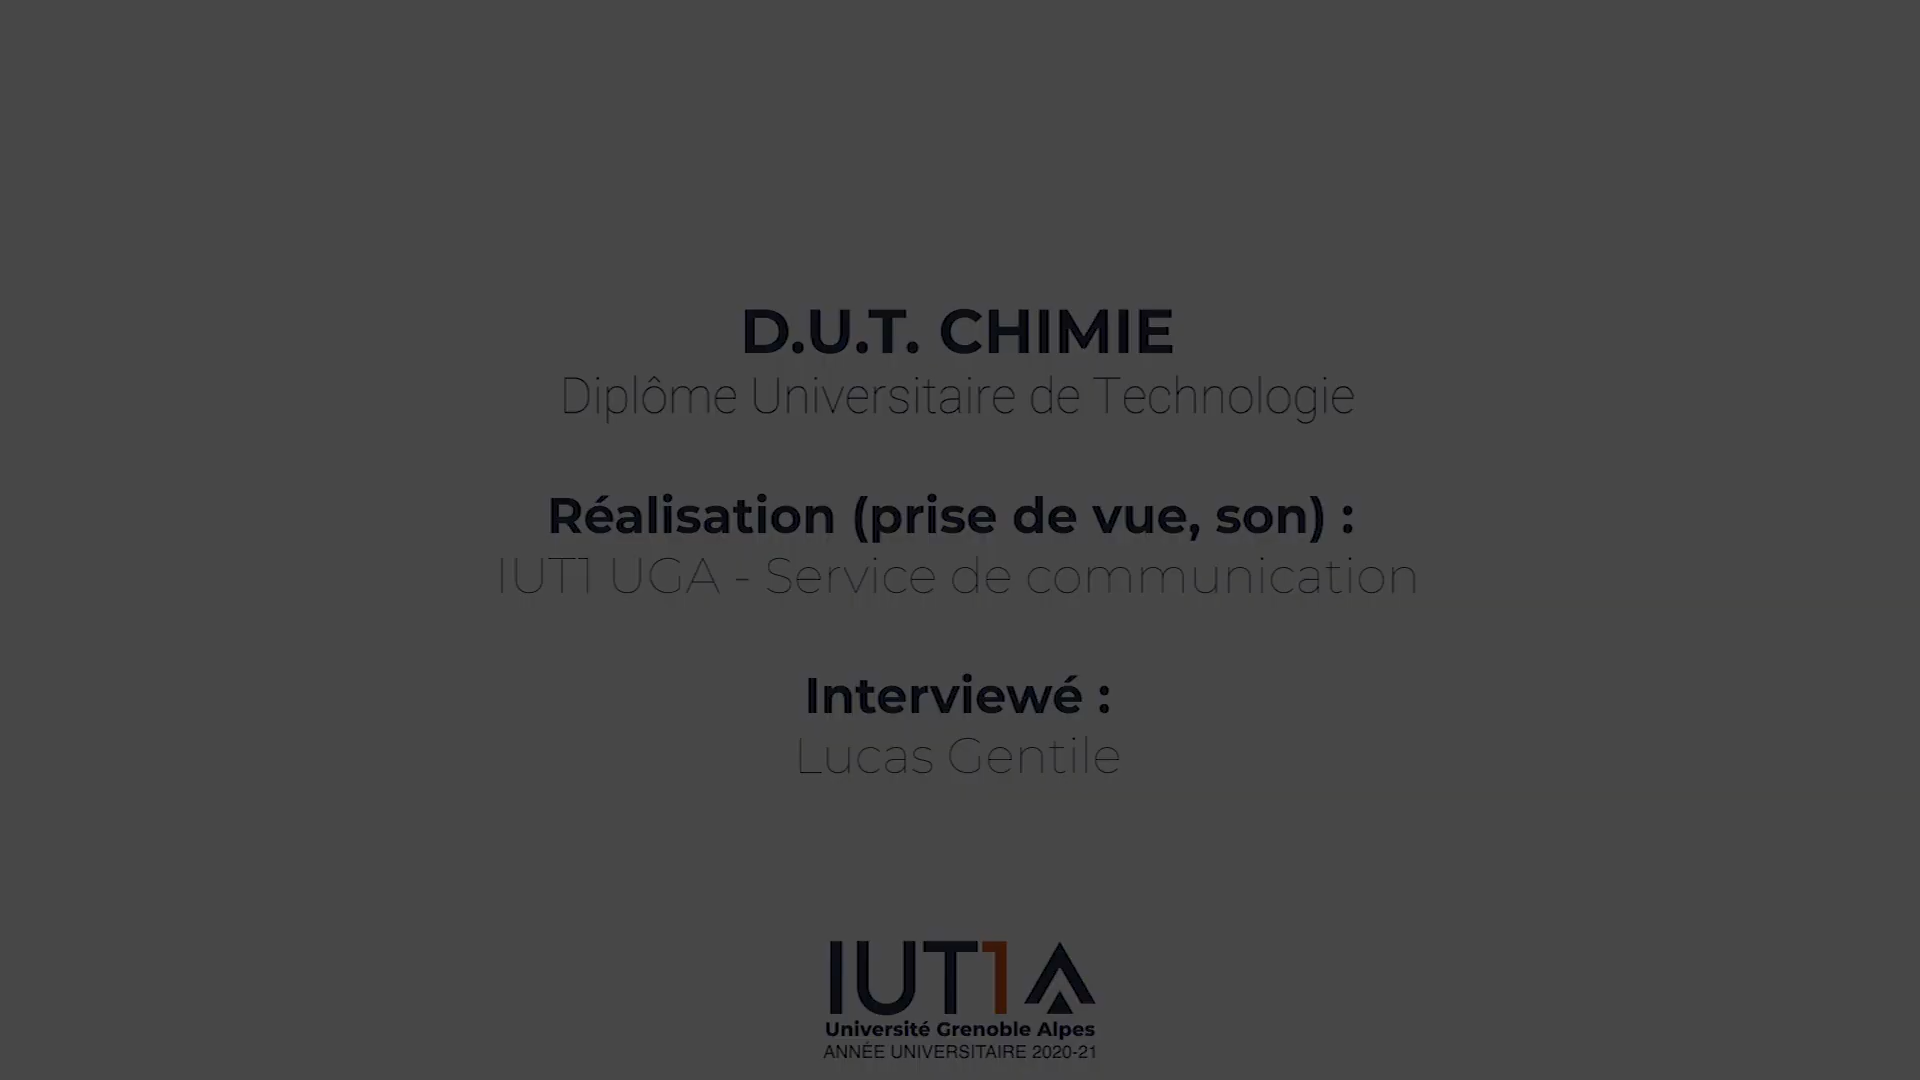 D.U.T. CHIMIE
Diplôme Universitaire de Technologie
Réalisation (prise de vue, son) :
IUT1 UGA - Service de communication
Interviewé :
Lucas Gentile
IUT1
Université Grenoble Alpes
ANNÉE UNIVERSITAIRE 2020-21